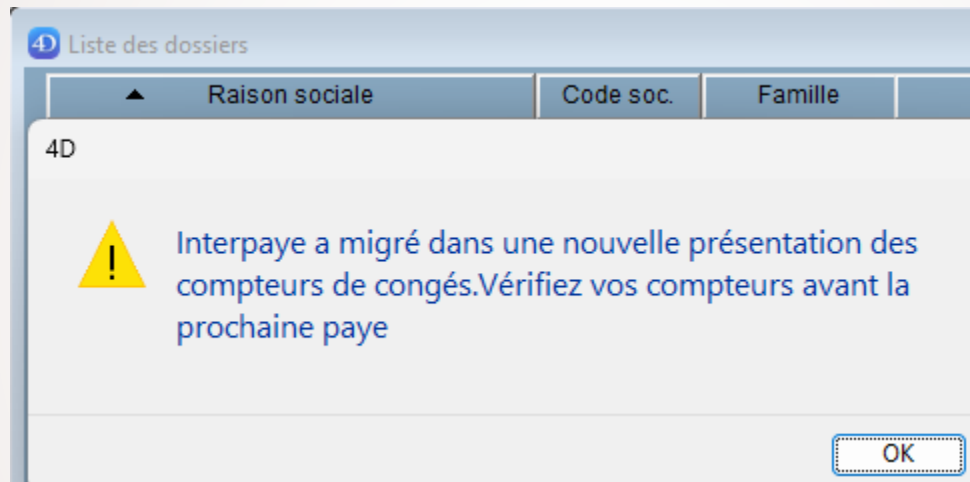 4D Liste des dossiers
Raison sociale Code soc. Famille
4D
! Interpaye a migré dans une nouvelle présentation des
compteurs de congés.Vérifiez vos compteurs avant la
prochaine paye
OK